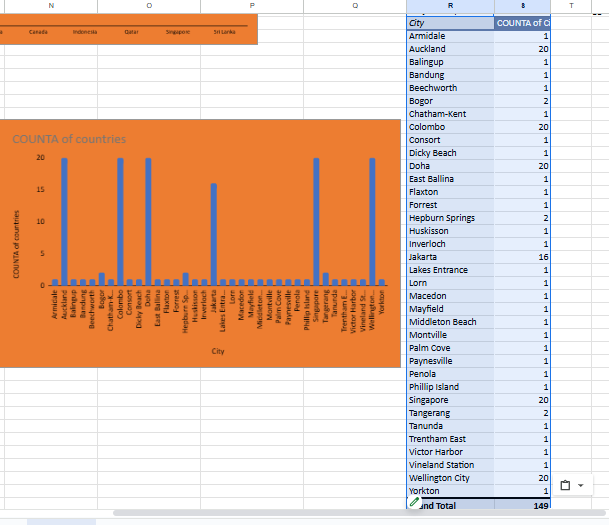 N O P Q R S T
Canada Indonesia Qatar Singapore Sri Lanka
City COUNTA of C
Armidale 1
Auckland 20
Balingup 1
Bandung 1
Beechworth 1
Bogor 2
Chatham-Kent 1
Colombo 20
Consort 1
Dicky Beach 1
Doha 20
East Ballina 1
Flaxton 1
Forrest 1
Hepburn Springs 2
Huskisson 1
Inverloch 1
Jakarta 16
Lakes Entrance 1
Lorn 1
Macedon 1
Mayfield 1
Middleton Beach 1
Montville 1
Palm Cove 1
Paynesville 1
Penola 1
Phillip Island 1
Singapore 20
Tangerang 2
Tanunda 1
Trentham East 1
Victor Harbor 1
Vineland Station 1
Wellington City 20
Yorkton 1
und Total 149
COUNTA of countries
COUNTA of countries
20
15
10
5
0
Armidale
Auckland
Balingup
Bandung
Beechworth
Bogor
Chatham-K...
Colombo
Consort
Dicky Beach
Doha
East Ballina
Flaxton
Forrest
Hepburn Sp...
Huskisson
Inverloch
Jakarta
Lakes Entra...
Lorn
Macedon
Mayfield
Middleton...
Montville
Palm Cove
Paynesville
Penola
Phillip Island
Singapore
Tangerang
Tanunda
Trentham E...
Victor Harbor
Vineland St...
Wellington...
Yorkton
City